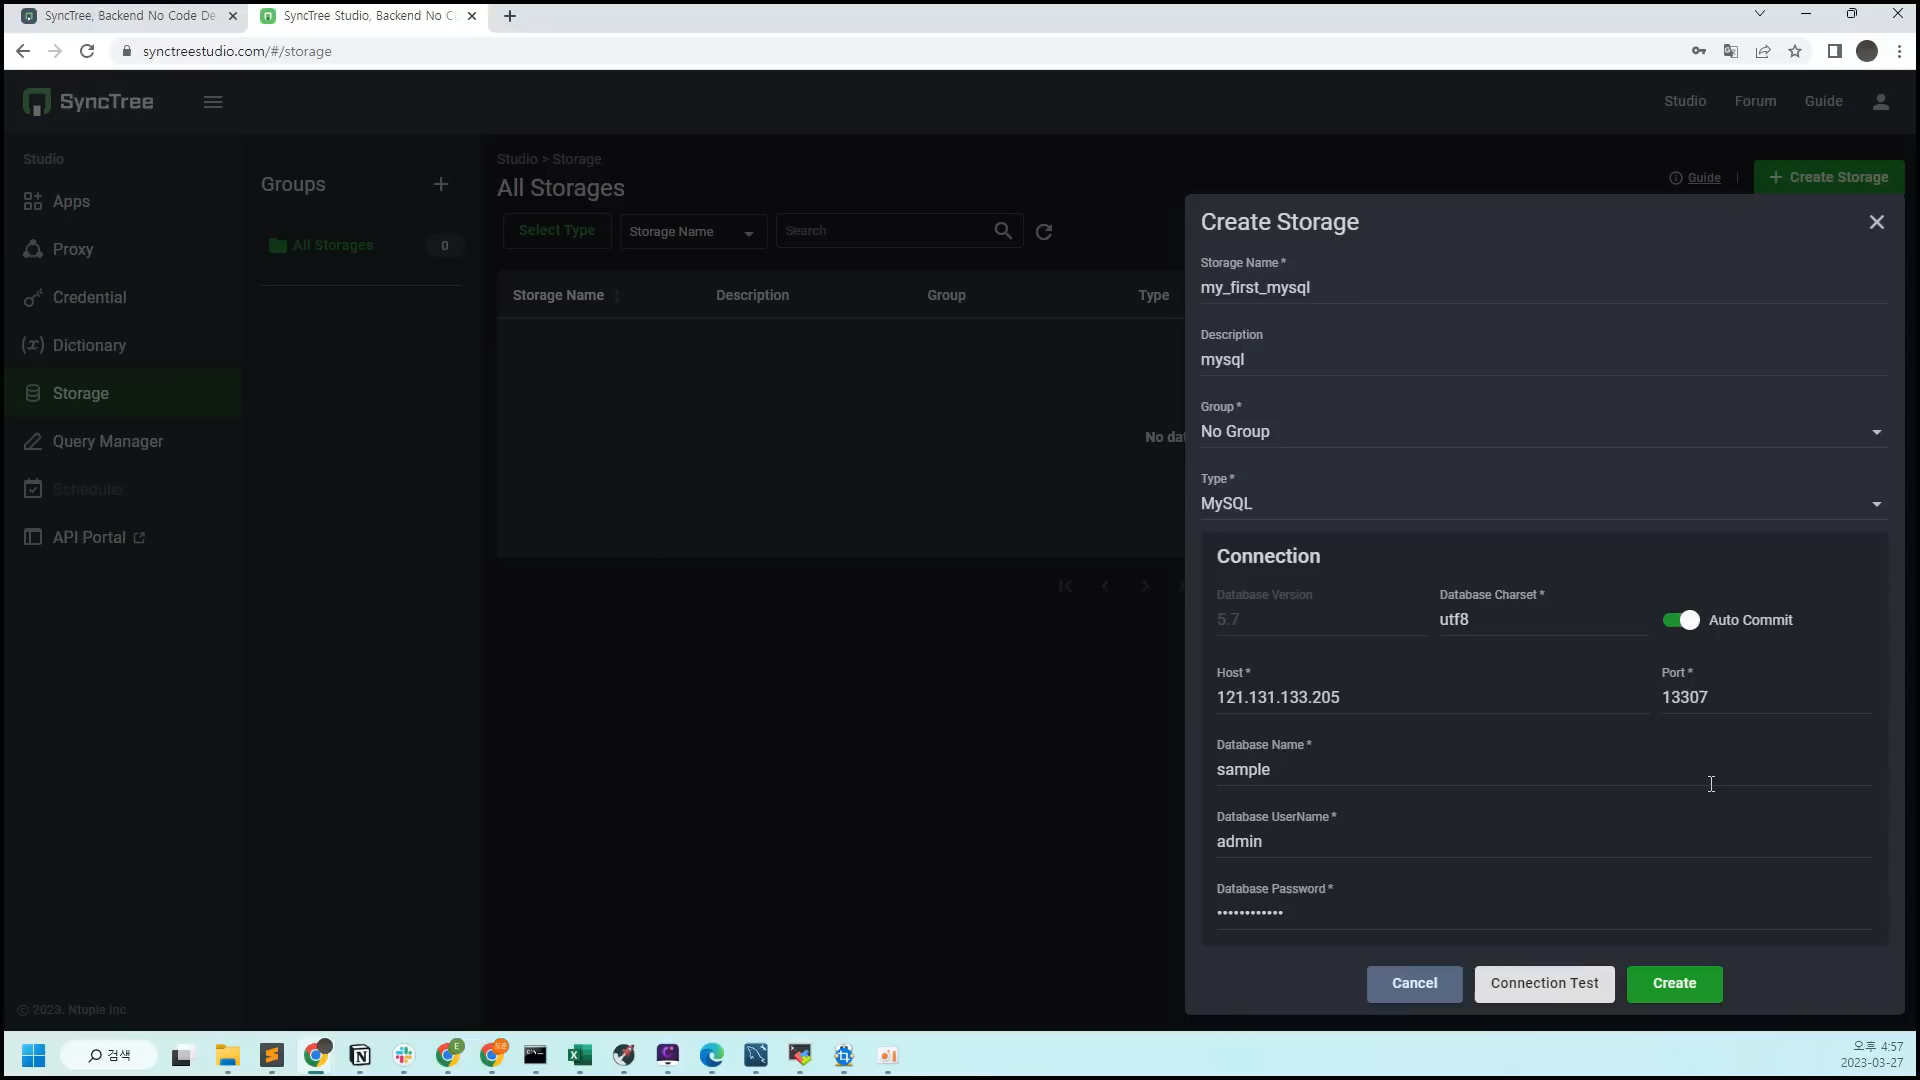 SyncTree, Backend No Code De
SyncTree Studio, Backend No C
synctreestudio.com/#/storage
SyncTree
Studio
Forum
Guide
Studio
Apps
Proxy
Credential
Dictionary
Storage
Query Manager
Scheduler
API Portal
© 2023. Ntuple Inc.
Groups
All Storages
0
Studio > Storage
All Storages
Guide
Create Storage
Select Type
Storage Name
Search
Storage Name
Description
Group
Type
No dat
Create Storage
Storage Name *
my_first_mysql
Description
mysql
Group *
No Group
Type *
MySQL
Connection
Database Version
5.7
Database Charset *
utf8
Auto Commit
Host *
121.131.133.205
Port *
13307
Database Name *
sample
Database UserName *
admin
Database Password *
••••••••••••
Cancel
Connection Test
Create
검색
오후 4:57
2023-03-27